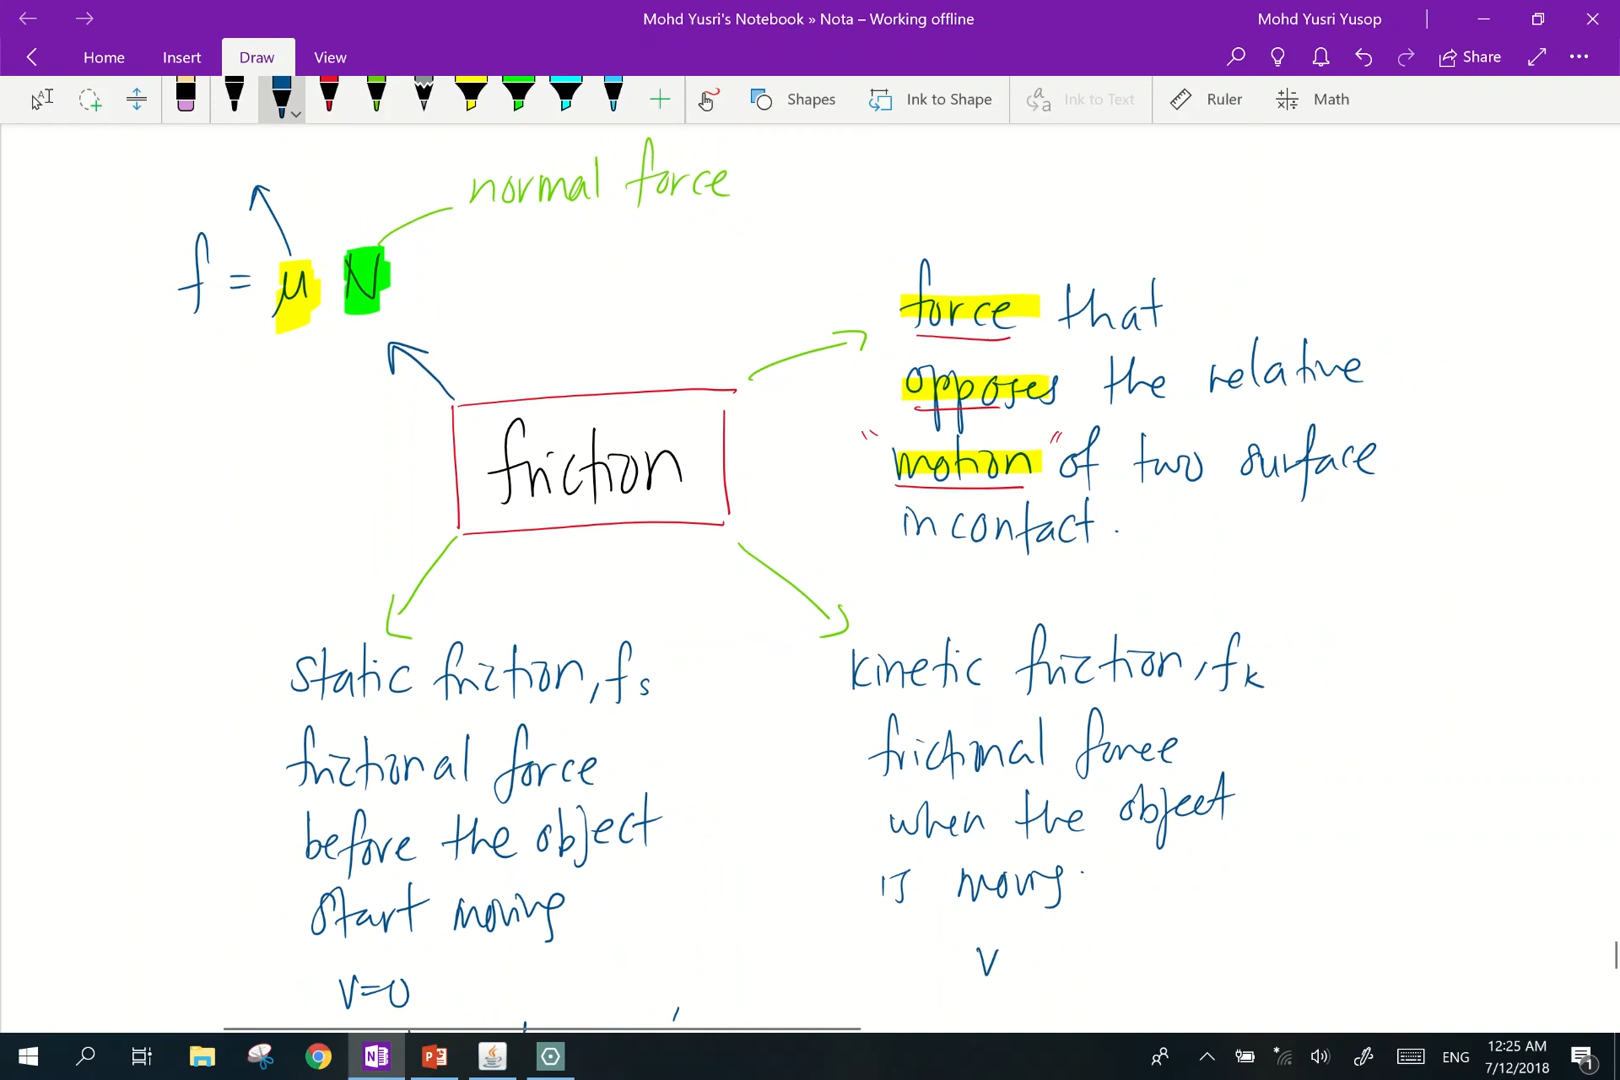 Mohd Yusri's Notebook » Nota – Working offline
Mohd Yusri Yusop
Home Insert Draw View
Share
Shapes Ink to Shape Ink to Text Ruler Math
normal force
f = μ N
force that
opposes the relative
"motion" of two surface
in contact.
friction
static friction, fs
frictional force
before the object
start moving
v=0
kinetic friction, fk
frictional force
when the object
is moving.
v
ENG
12:25 AM
7/12/2018
1